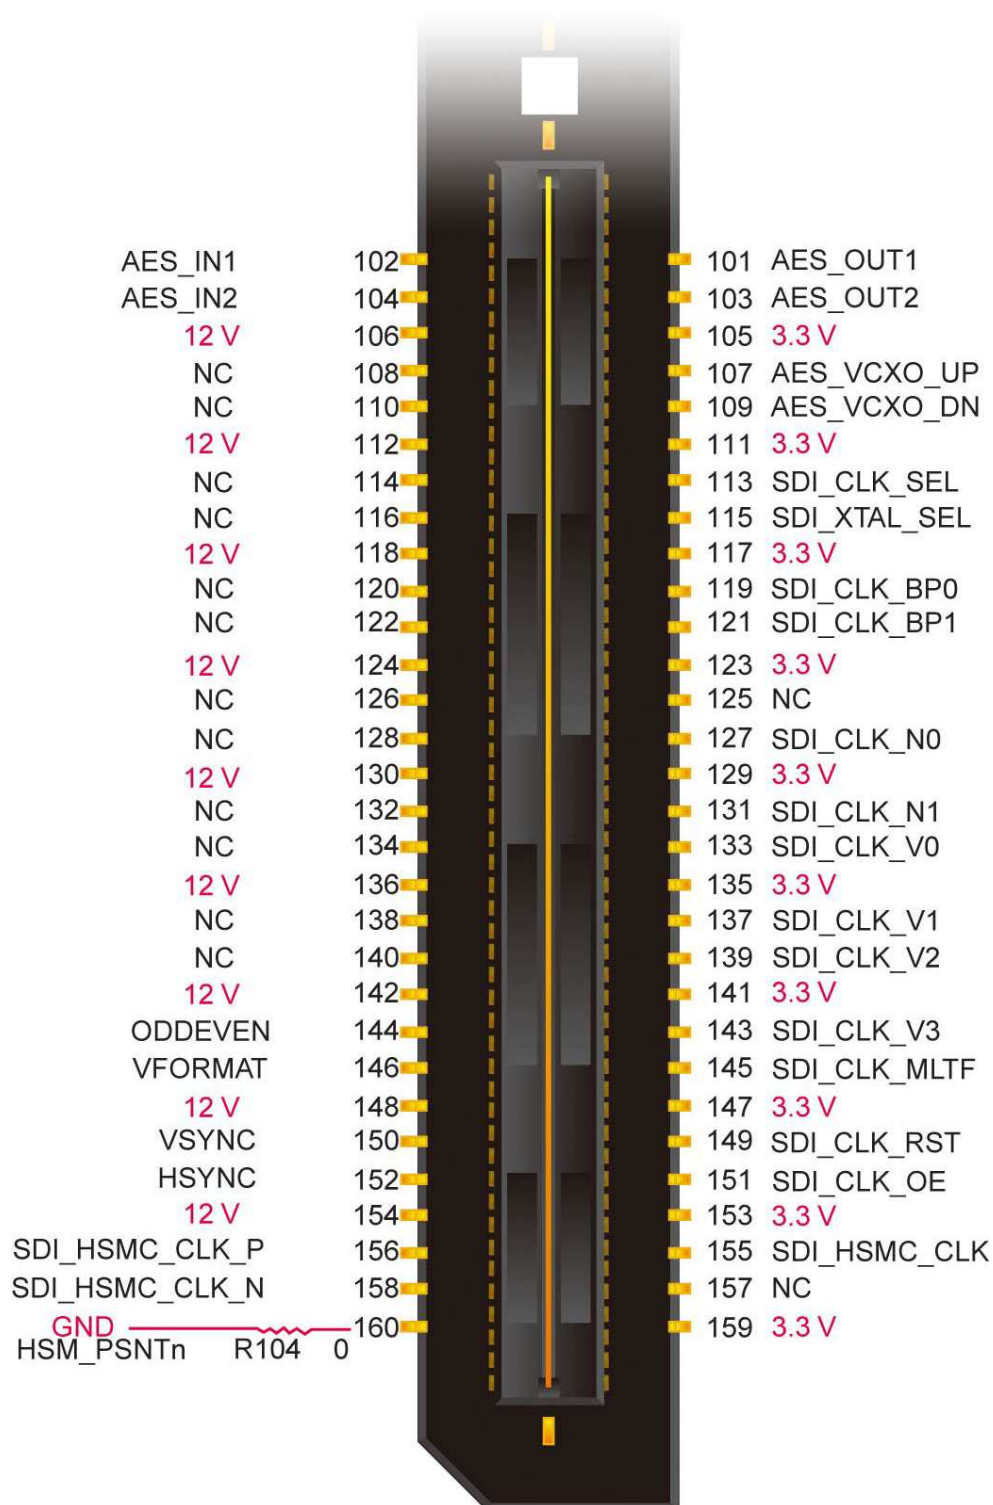 AES_IN1 102 101 AES_OUT1
AES_IN2 104 103 AES_OUT2
12 V 106 105 3.3 V
NC 108 107 AES_VCXO_UP
NC 110 109 AES_VCXO_DN
12 V 112 111 3.3 V
NC 114 113 SDI_CLK_SEL
NC 116 115 SDI_XTAL_SEL
12 V 118 117 3.3 V
NC 120 119 SDI_CLK_BP0
NC 122 121 SDI_CLK_BP1
12 V 124 123 3.3 V
NC 126 125 NC
NC 128 127 SDI_CLK_N0
12 V 130 129 3.3 V
NC 132 131 SDI_CLK_N1
NC 134 133 SDI_CLK_V0
12 V 136 135 3.3 V
NC 138 137 SDI_CLK_V1
NC 140 139 SDI_CLK_V2
12 V 142 141 3.3 V
ODDEVEN 144 143 SDI_CLK_V3
VFORMAT 146 145 SDI_CLK_MLTF
12 V 148 147 3.3 V
VSYNC 150 149 SDI_CLK_RST
HSYNC 152 151 SDI_CLK_OE
12 V 154 153 3.3 V
SDI_HSMC_CLK_P 156 155 SDI_HSMC_CLK
SDI_HSMC_CLK_N 158 157 NC
GND 160 159 3.3 V
HSM_PSNTn R104 0